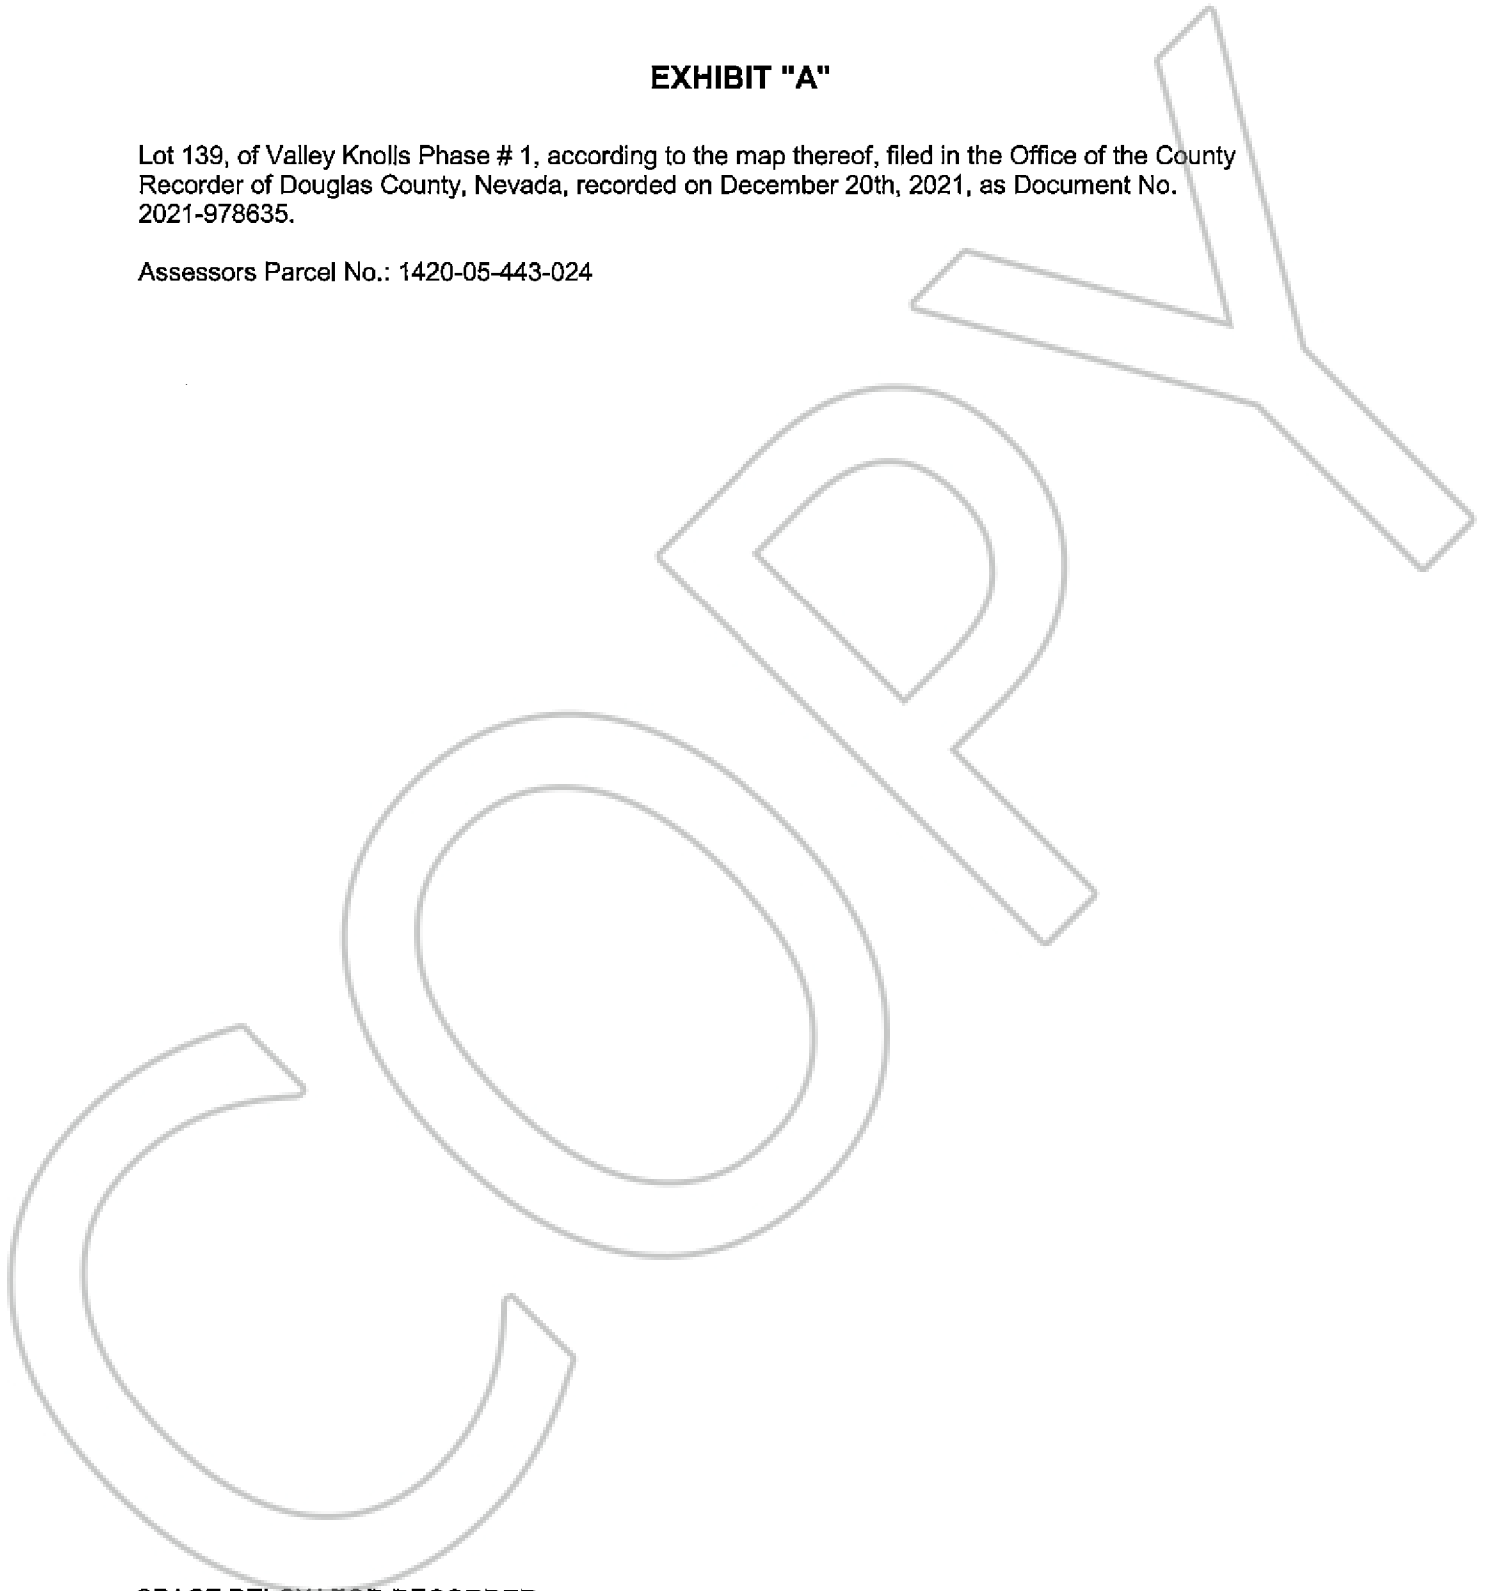 EXHIBIT "A"
Lot 139, of Valley Knolls Phase # 1, according to the map thereof, filed in the Office of the County
Recorder of Douglas County, Nevada, recorded on December 20th, 2021, as Document No.
2021-978635.
Assessors Parcel No.: 1420-05-443-024
COPY